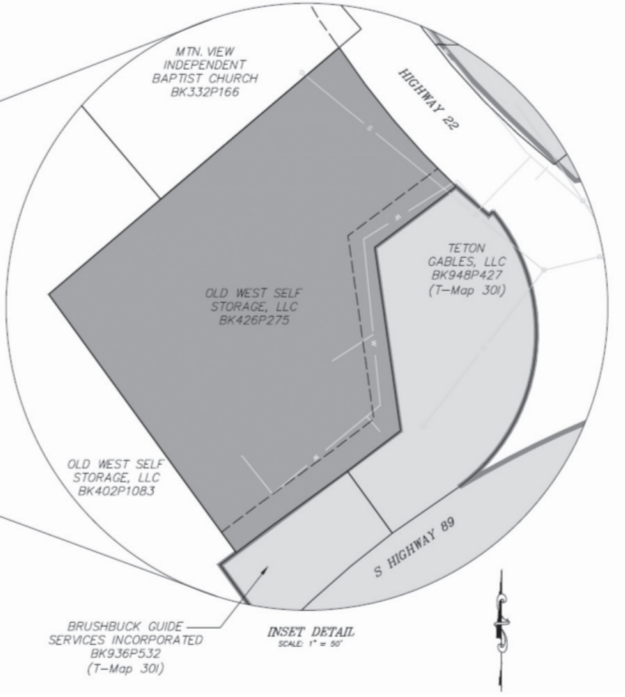 MTN. VIEW
INDEPENDENT
BAPTIST CHURCH
BK332P166
HIGHWAY 22
TETON
GABLES, LLC
BK948P427
(T-Map 30I)
OLD WEST SELF
STORAGE, LLC
BK426P275
OLD WEST SELF
STORAGE, LLC
BK402P1083
S HIGHWAY 89
BRUSHBUCK GUIDE
SERVICES INCORPORATED
BK936P532
(T-Map 30I)
INSET DETAIL
SCALE: 1" = 50'